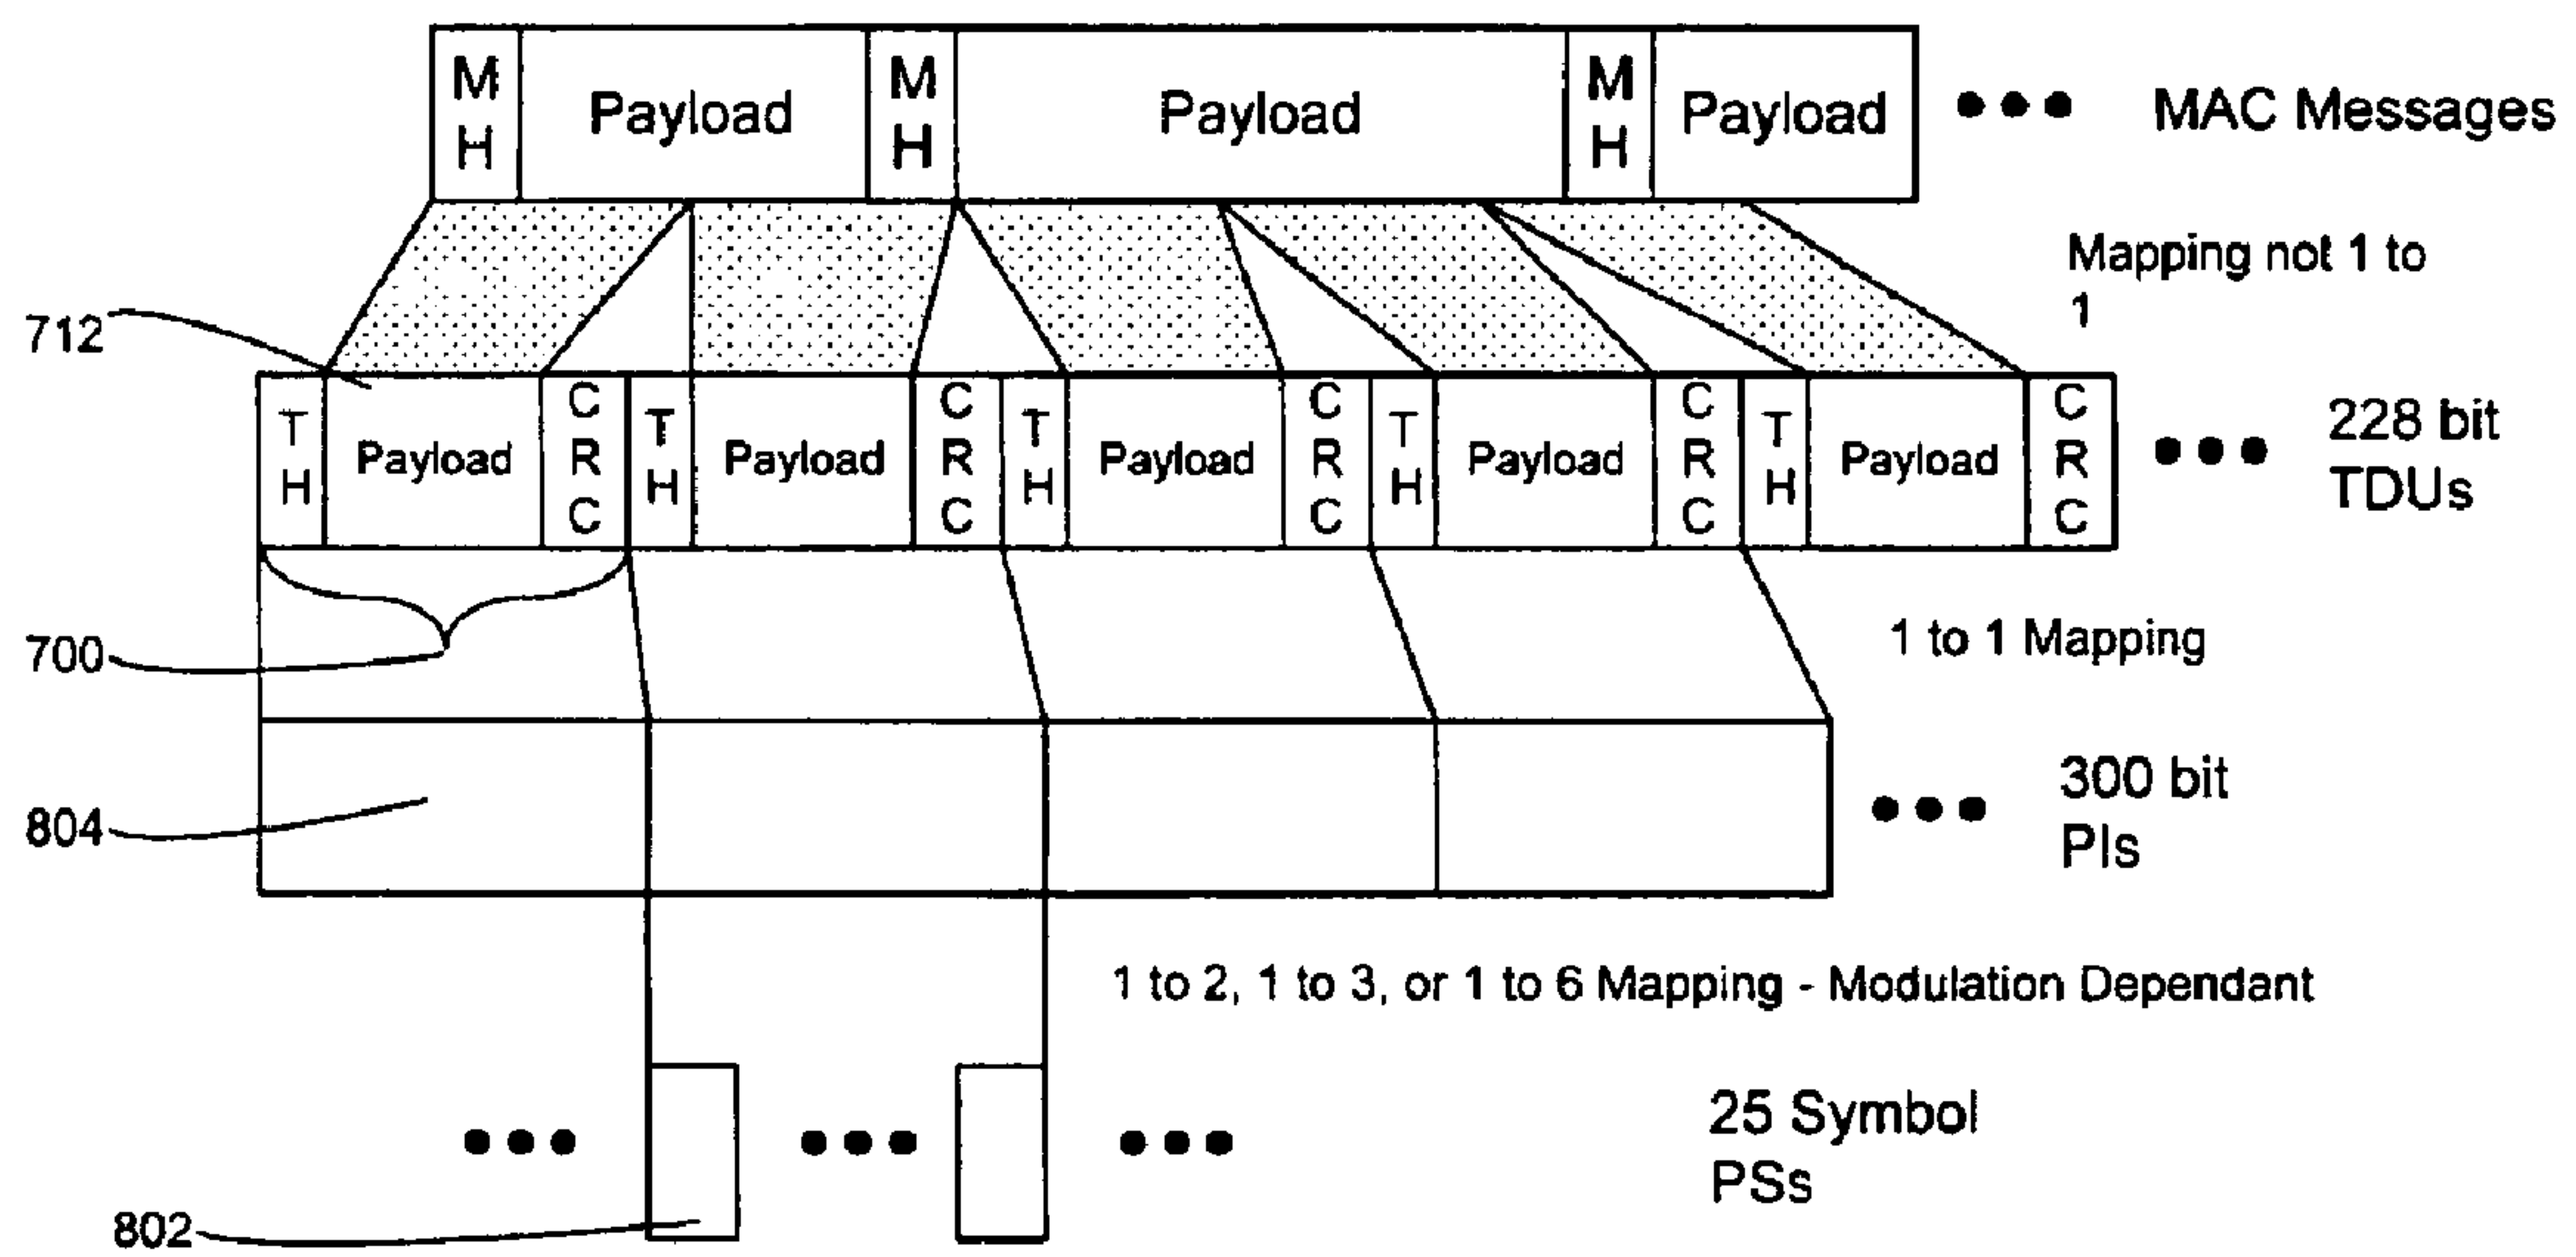 M H Payload M H Payload M H Payload MAC Messages
Mapping not 1 to
1
712
T H Payload C R C T H Payload C R C T H Payload C R C T H Payload C R C T H Payload C R C 228 bit
TDUs
700
1 to 1 Mapping
804
300 bit
PIs
1 to 2, 1 to 3, or 1 to 6 Mapping - Modulation Dependant
25 Symbol
PSs
802